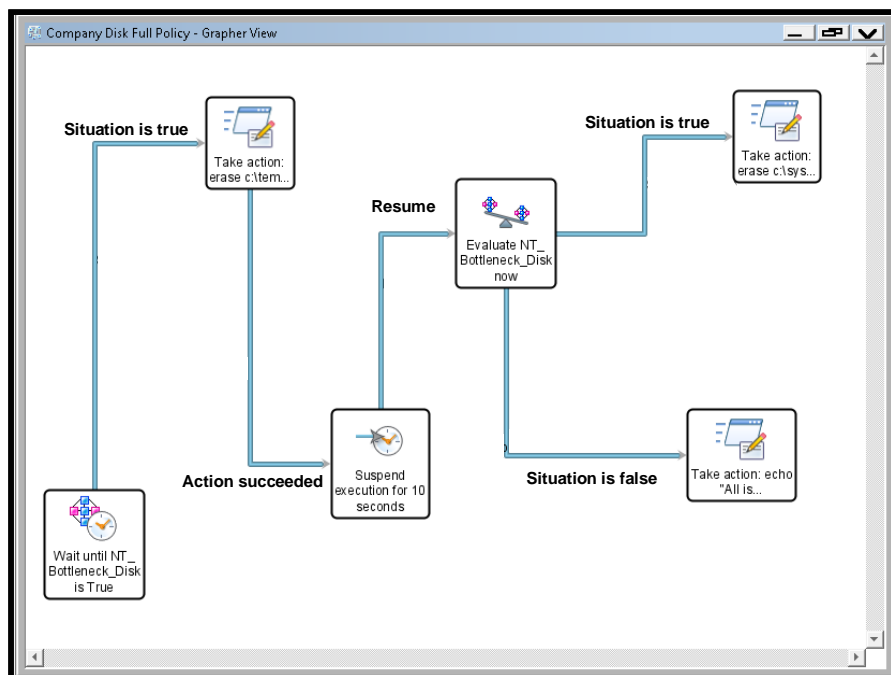 Company Disk Full Policy - Grapher View
Situation is true
Take action:
erase c:\tem...
Situation is true
Take action:
erase c:\sys...
Resume
Evaluate NT_
Bottleneck_Disk
now
Action succeeded
Suspend
execution for 10
seconds
Situation is false
Take action: echo
"All is...
Wait until NT_
Bottleneck_Disk
is True